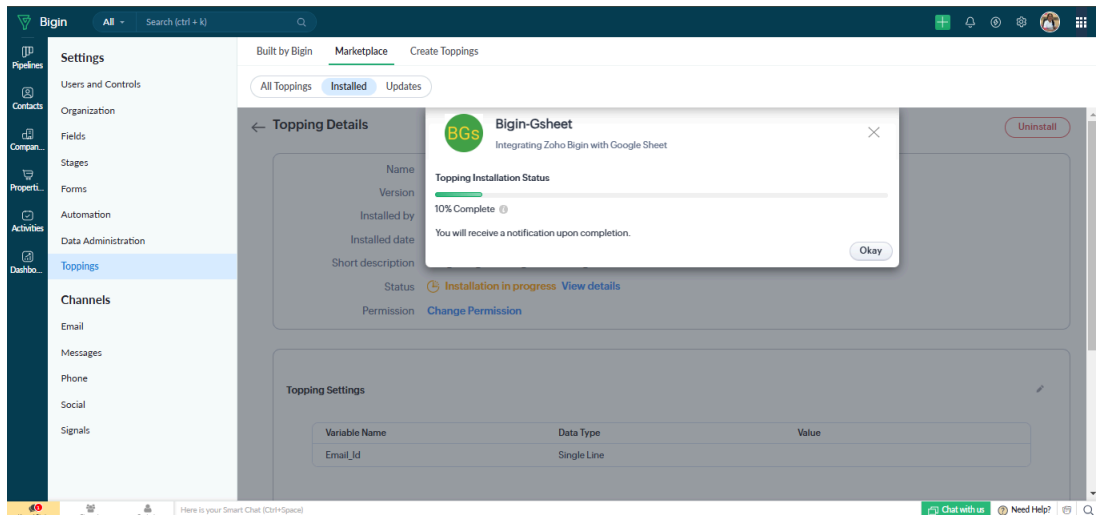 Bigin
All
Search (ctrl + k)
Pipelines
Contacts
Compan...
Properti...
Activities
Dashbo...
Settings
Users and Controls
Organization
Fields
Stages
Forms
Automation
Data Administration
Toppings
Channels
Email
Messages
Phone
Social
Signals
Built by Bigin Marketplace Create Toppings
All Toppings Installed Updates
Topping Details
Uninstall
BGs
Bigin-Gsheet
Integrating Zoho Bigin with Google Sheet
Topping Installation Status
10% Complete
You will receive a notification upon completion.
Okay
Name
Version
Installed by
Installed date
Short description
Status Installation in progress View details
Permission Change Permission
Topping Settings
Variable Name Data Type Value
Email_Id Single Line
Here is your Smart Chat (Ctrl+Space)
Chat with us
Need Help?